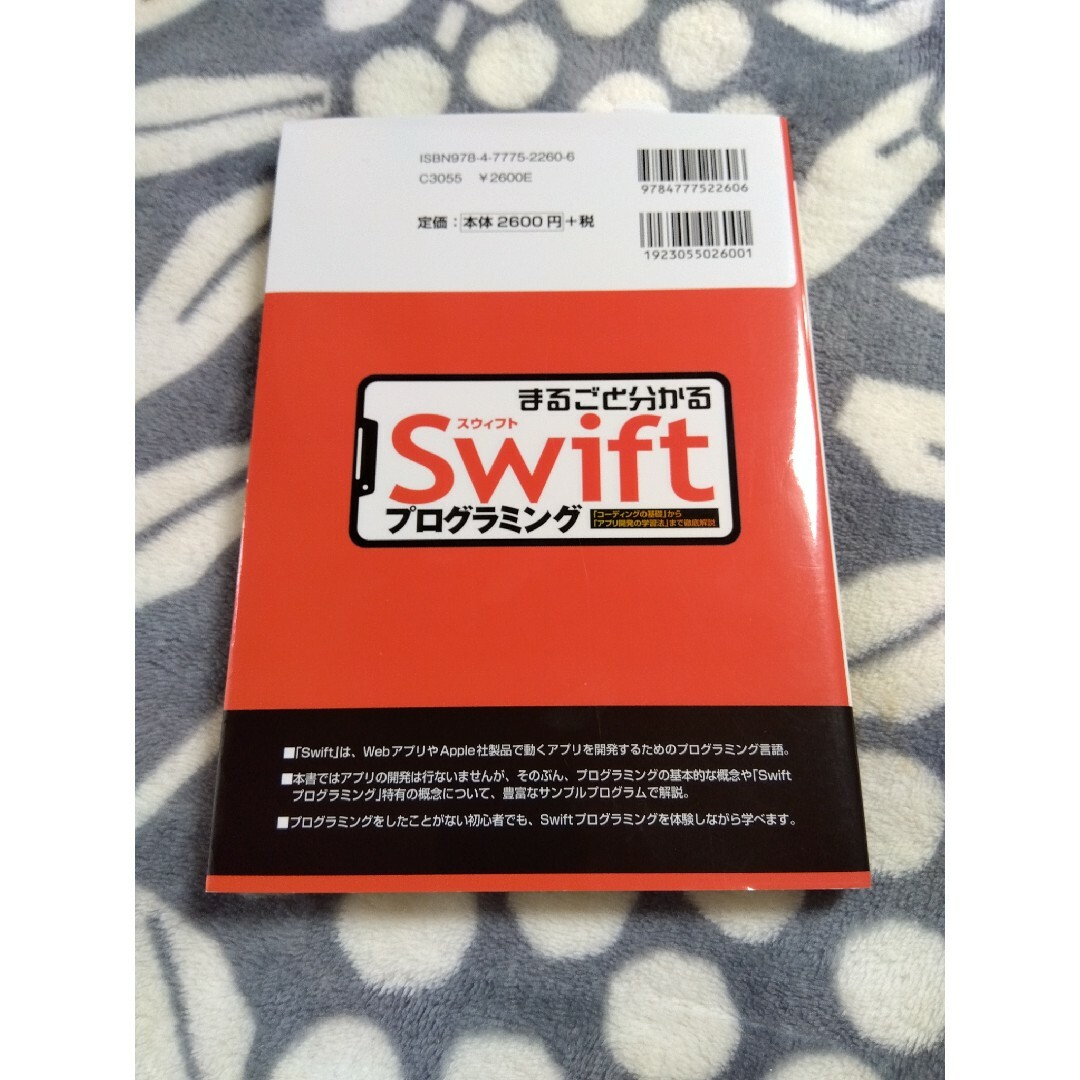 ISBN978-4-7775-2260-6
C3055 ¥2600E
定価：本体2600円＋税
9784777522606
1923055026001
まるごと分かる
スウィフト
Swift
プログラミング
「コーディングの基礎」から
「アプリ開発の学習法」まで徹底解説
■「Swift」は、WebアプリやApple社製品で動くアプリを開発するためのプログラミング言語。
■本書ではアプリの開発は行ないませんが、そのぶん、プログラミングの基本的な概念や「Swift
プログラミング」特有の概念について、豊富なサンプルプログラムで解説。
■プログラミングをしたことがない初心者でも、Swiftプログラミングを体験しながら学べます。